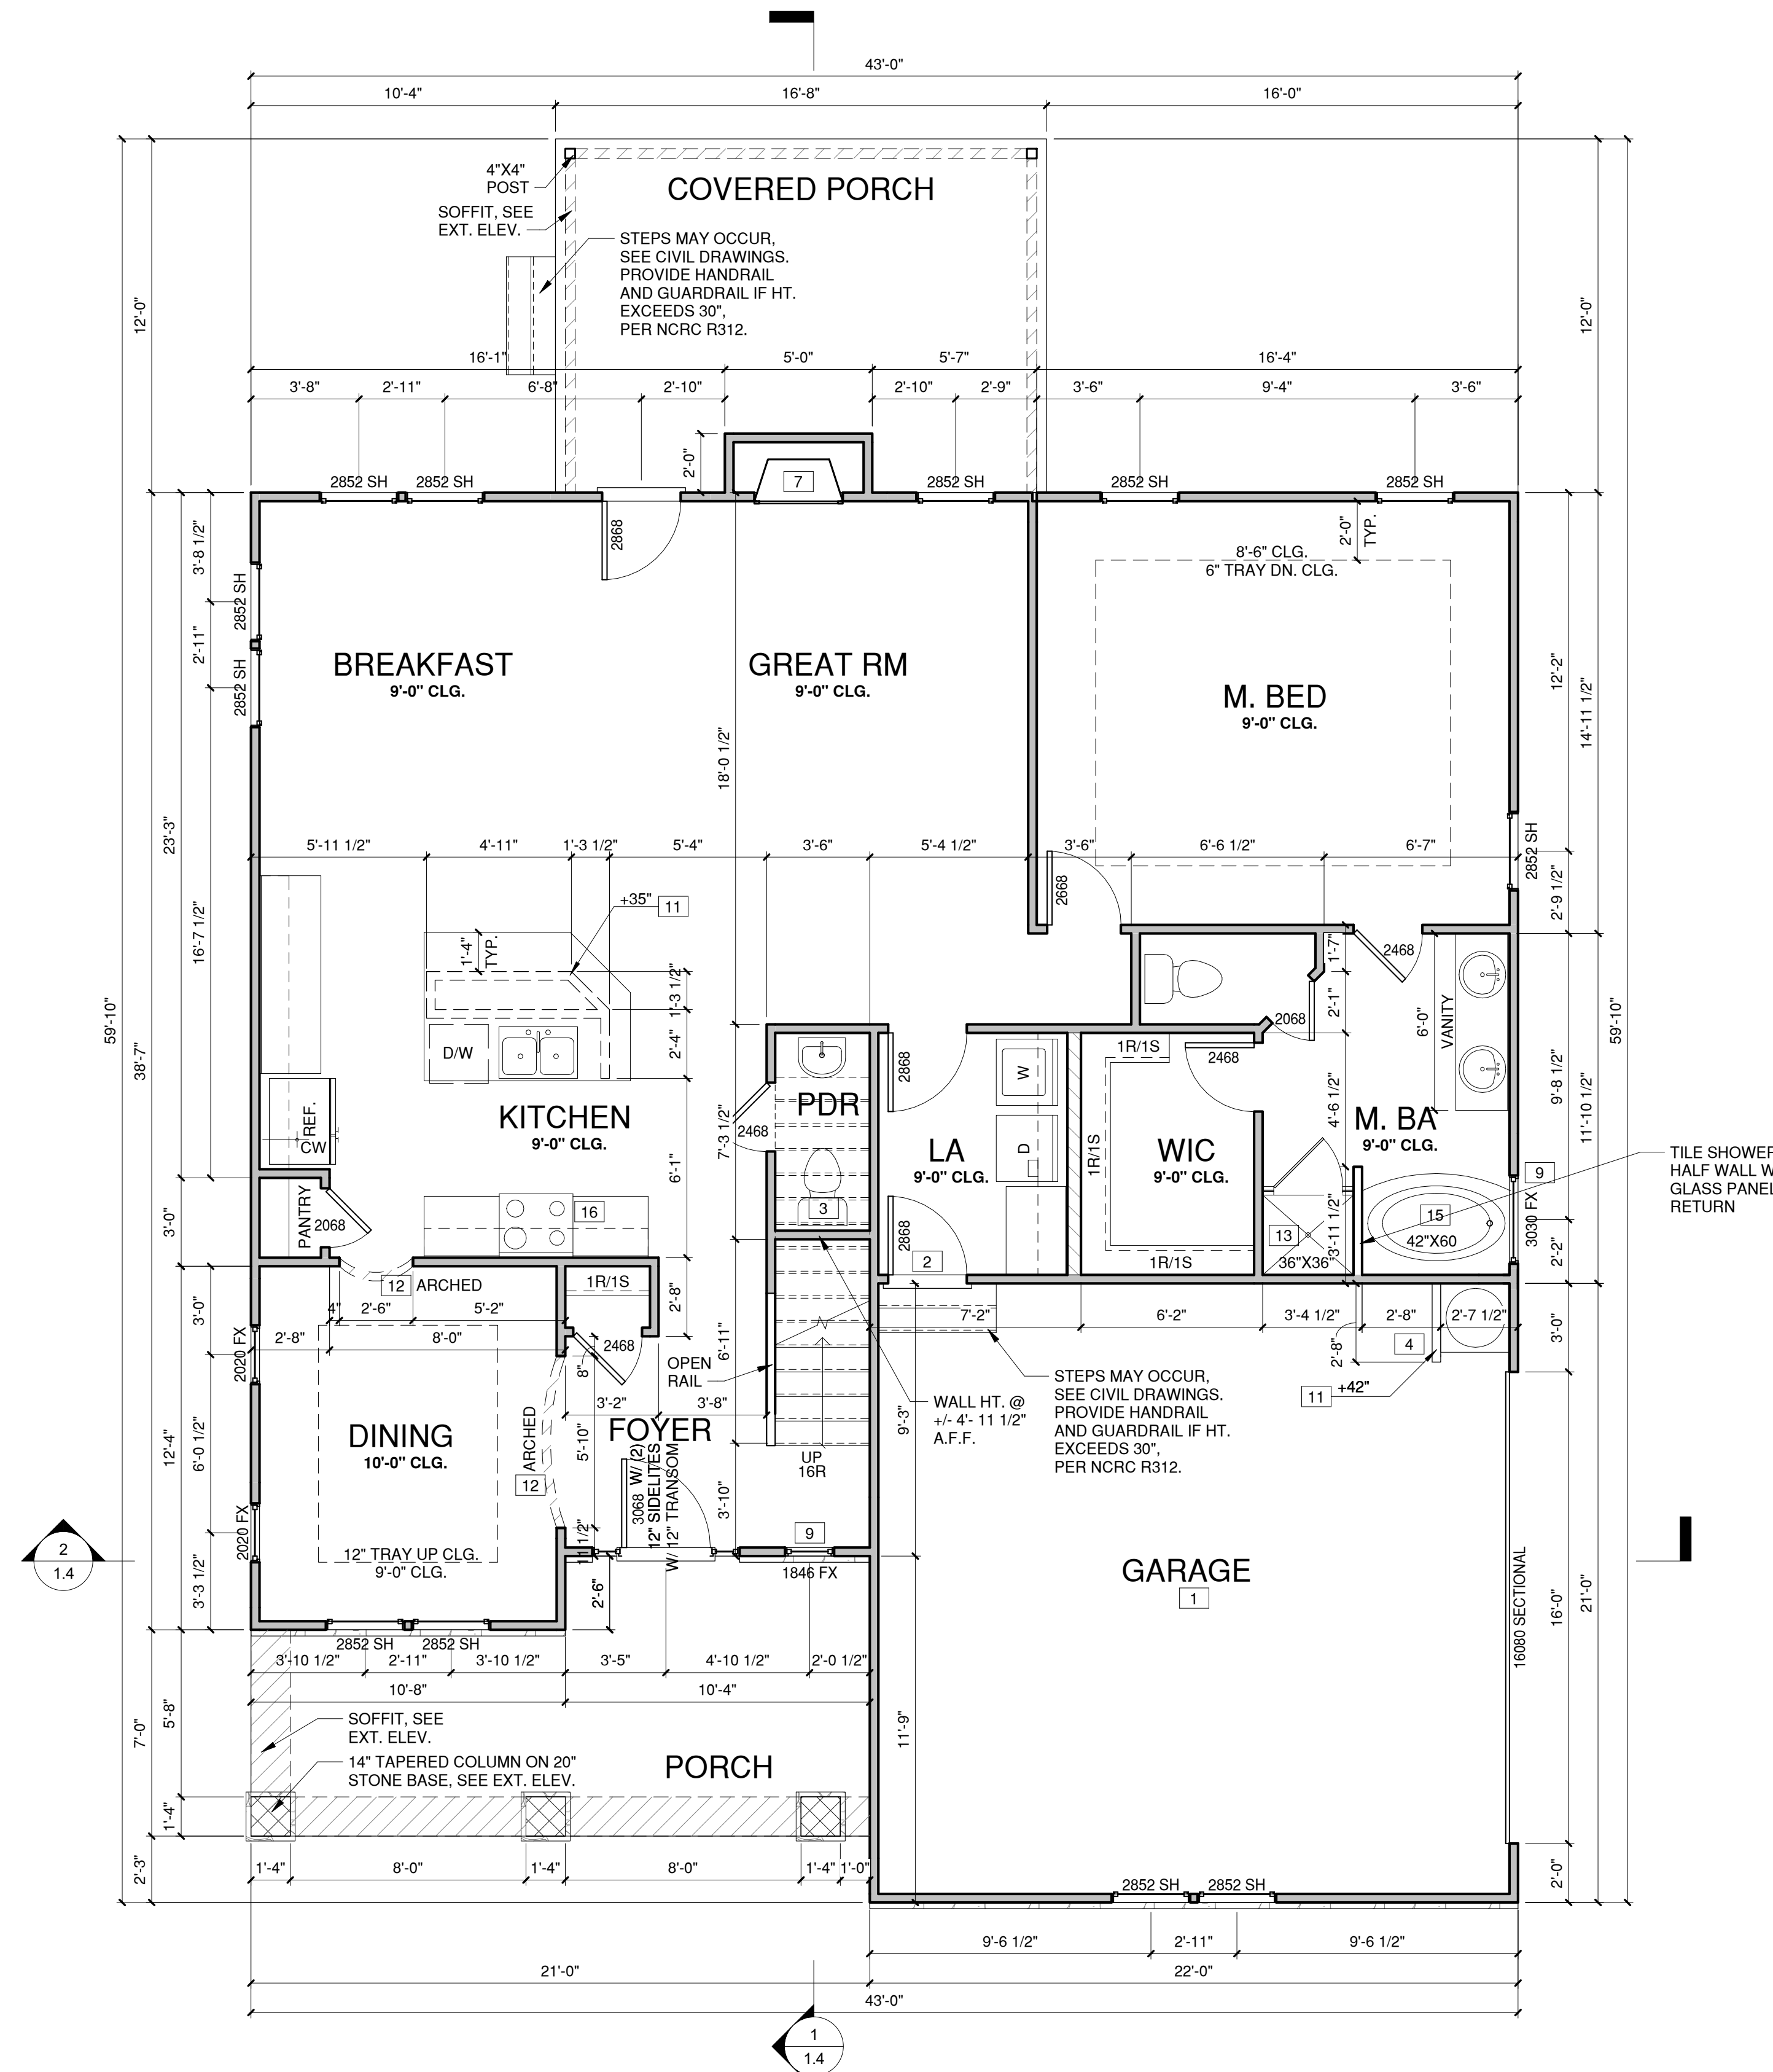 43'-0"
10'-4" 16'-8" 16'-0"
4"X4"
POST
COVERED PORCH
SOFFIT, SEE
EXT. ELEV.
STEPS MAY OCCUR,
SEE CIVIL DRAWINGS.
PROVIDE HANDRAIL
AND GUARDRAIL IF HT.
EXCEEDS 30",
PER NCRC R312.
12'-0"
12'-0"
16'-1" 5'-0" 5'-7" 16'-4"
3'-8" 2'-11" 6'-8" 2'-10" 2'-10" 2'-9" 3'-6" 9'-4" 3'-6"
2'-0"
2852 SH 2852 SH 7 2852 SH 2852 SH 2852 SH
2868
2'-0"
TYP.
8'-6" CLG.
6" TRAY DN. CLG.
3'-8 1/2"
2852 SH
2'-11"
2852 SH
BREAKFAST
9'-0" CLG.
GREAT RM
9'-0" CLG.
M. BED
9'-0" CLG.
12'-2"
14'-11 1/2"
18'-0 1/2"
23'-3"
16'-7 1/2"
59'-10"
38'-7"
5'-11 1/2" 4'-11" 1'-3 1/2" 5'-4" 3'-6" 5'-4 1/2" 3'-6" 6'-6 1/2" 6'-7"
2852 SH
2'-9 1/2"
2668
+35" 11
1'-4"
TYP.
1'-3 1/2"
2'-4"
D/W
1'-7"
2'-1"
2468
2068
6'-0"
VANITY
9'-8 1/2"
11'-10 1/2"
59'-10"
REF.
CW
KITCHEN
9'-0" CLG.
6'-1"
7'-3 1/2"
2468
PDR
3
2868
W
D
LA
9'-0" CLG.
2868
2
1R/1S
1R/1S
2468
WIC
9'-0" CLG.
1R/1S
4'-6 1/2"
M. BA
9'-0" CLG.
3'-11 1/2"
13
36"X36"
15
42"X60
9
3030 FX
2'-2"
TILE SHOWER
HALF WALL W
GLASS PANEL
RETURN
PANTRY
2068
3'-0"
16
12 ARCHED
1R/1S
2'-8"
4" 2'-6" 5'-2"
2'-8" 8'-0"
3'-0"
2020 FX
8"
2468
OPEN
RAIL
6'-11"
7'-2" 6'-2" 3'-4 1/2" 2'-8" 2'-7 1/2"
2'-8"
4
11 +42"
3'-0"
STEPS MAY OCCUR,
SEE CIVIL DRAWINGS.
PROVIDE HANDRAIL
AND GUARDRAIL IF HT.
EXCEEDS 30",
PER NCRC R312.
WALL HT. @
+/- 4'- 11 1/2"
A.F.F.
9'-3"
3'-2" 3'-8"
DINING
10'-0" CLG.
ARCHED
12
5'-10"
FOYER
3068 W/ (2)
12" SIDELITES
W/ 12" TRANSOM
UP
16R
3'-10"
9
12'-4"
6'-0 1/2"
2020 FX
3'-3 1/2"
12" TRAY UP CLG.
9'-0" CLG.
11 1/2"
2'-6"
1846 FX
GARAGE
1
16080 SECTIONAL
16'-0"
21'-0"
2
1.4
2852 SH 2852 SH
3'-10 1/2" 2'-11" 3'-10 1/2" 3'-5" 4'-10 1/2" 2'-0 1/2"
10'-8" 10'-4"
SOFFIT, SEE
EXT. ELEV.
14" TAPERED COLUMN ON 20"
STONE BASE, SEE EXT. ELEV.
PORCH
11'-9"
7'-0"
5'-8"
1'-4"
2'-3"
1'-4" 8'-0" 1'-4" 8'-0" 1'-4" 1'-0"
2852 SH 2852 SH
2'-0"
9'-6 1/2" 2'-11" 9'-6 1/2"
21'-0" 22'-0"
43'-0"
1
1.4